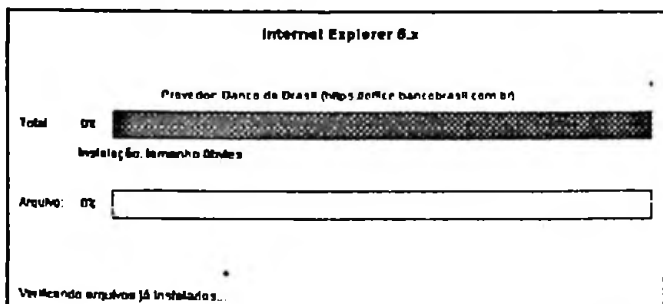 Internet Explorer 6.x
Provedor: Banco do Brasil (https://office.bancobrasil.com.br)
Total 0%
Instalação, tamanho 0bytes
Arquivo: 0%
Verificando arquivos já instalados...